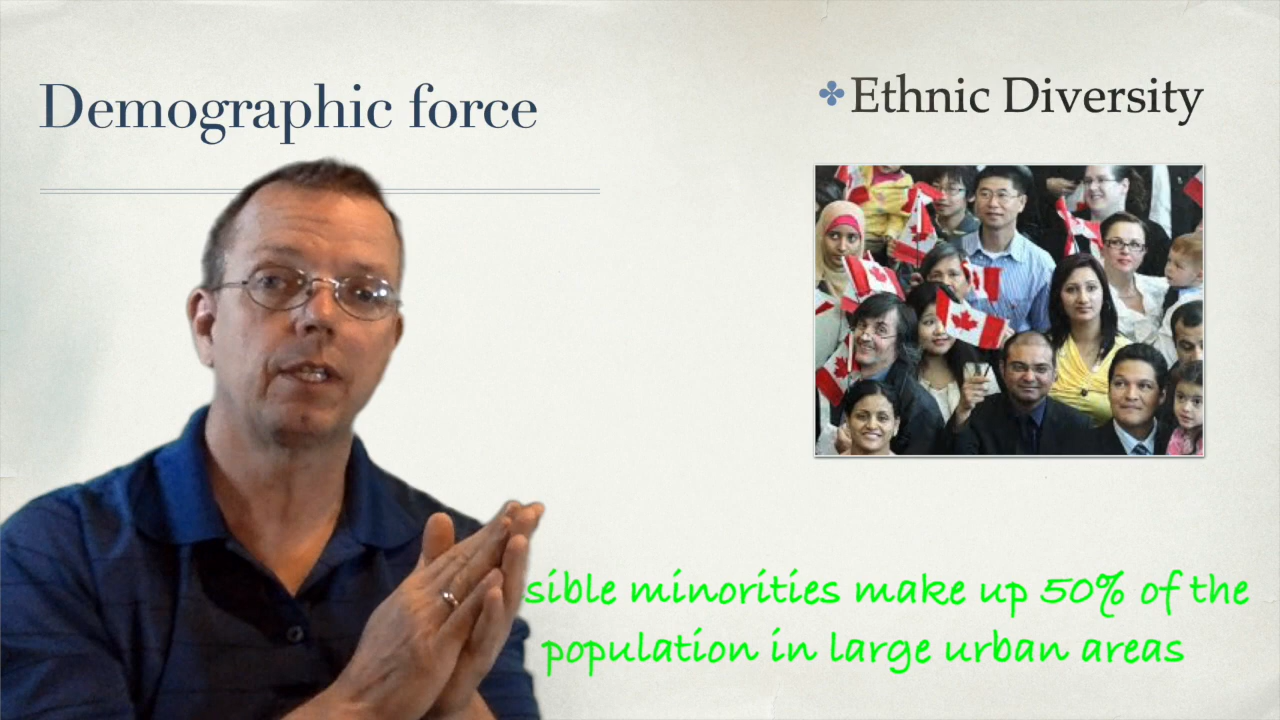 Demographic force
Ethnic Diversity
sible minorities make up 50% of the
population in large urban areas